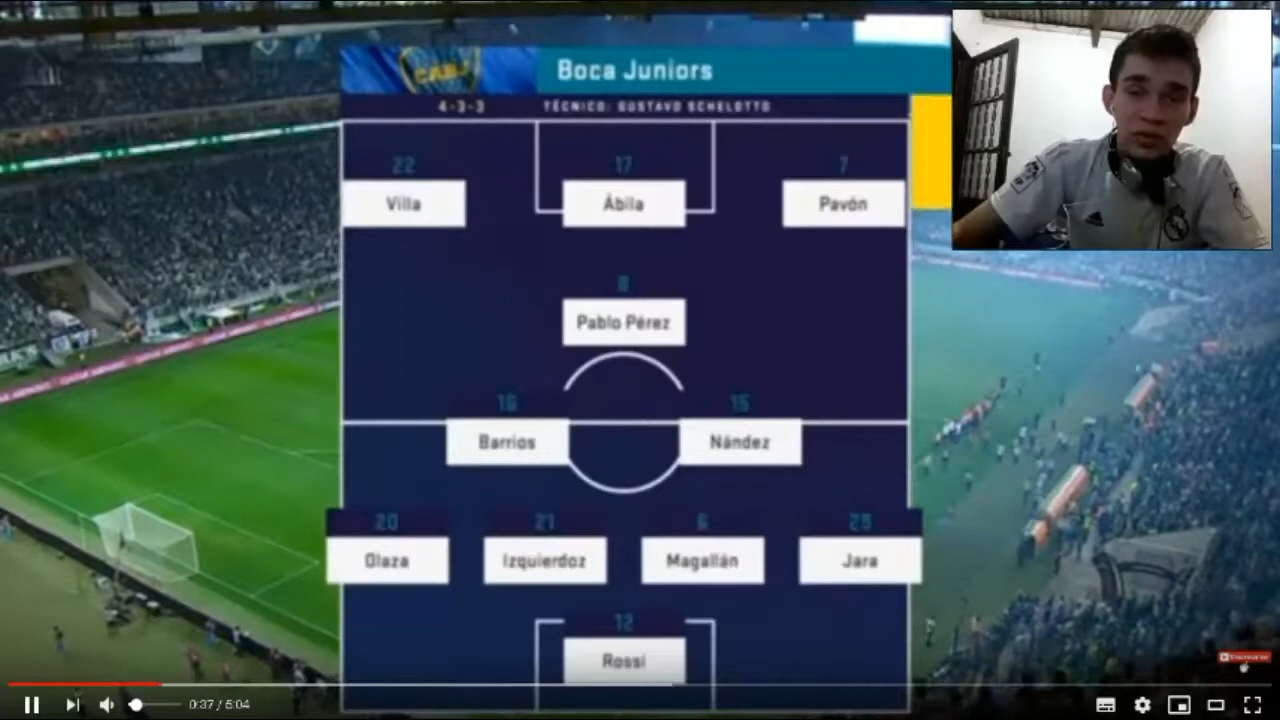 CABJ
Boca Juniors
4-3-3 TÉCNICO: GUSTAVO SCHELOTTO
22 17 7
Villa Ábila Pavón
8
Pablo Pérez
16 15
Barrios Nández
20 21 6 29
Olaza Izquierdoz Magallán Jara
12
Rossi
0:37 / 5:04